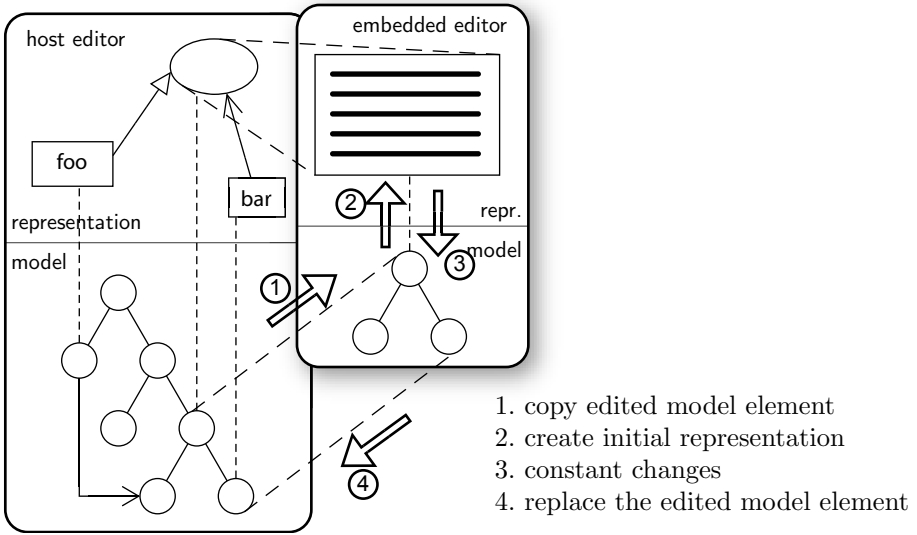 host editor
embedded editor
foo
bar
representation
model
repr.
model
1
2
3
4
1. copy edited model element
2. create initial representation
3. constant changes
4. replace the edited model element